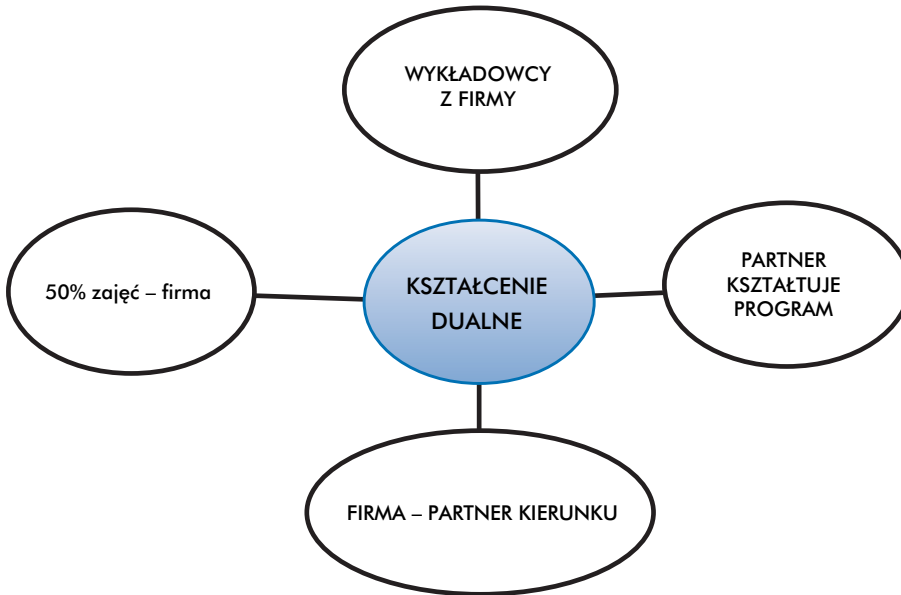 WYKŁADOWCY
Z FIRMY
50% zajęć – firma
KSZTAŁCENIE
DUALNE
PARTNER
KSZTAŁTUJE
PROGRAM
FIRMA – PARTNER KIERUNKU